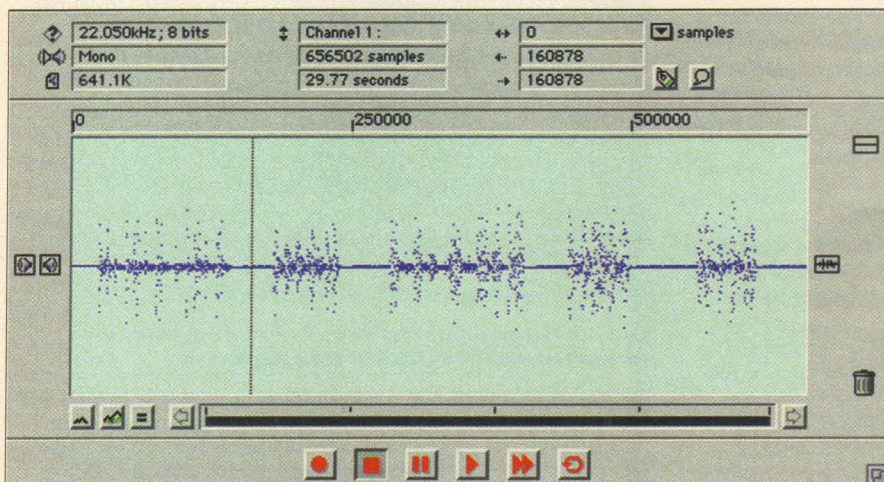 22.050kHz; 8 bits
Channel 1 :
0
samples
Mono
656502 samples
160878
641.1K
29.77 seconds
160878
0
250000
500000